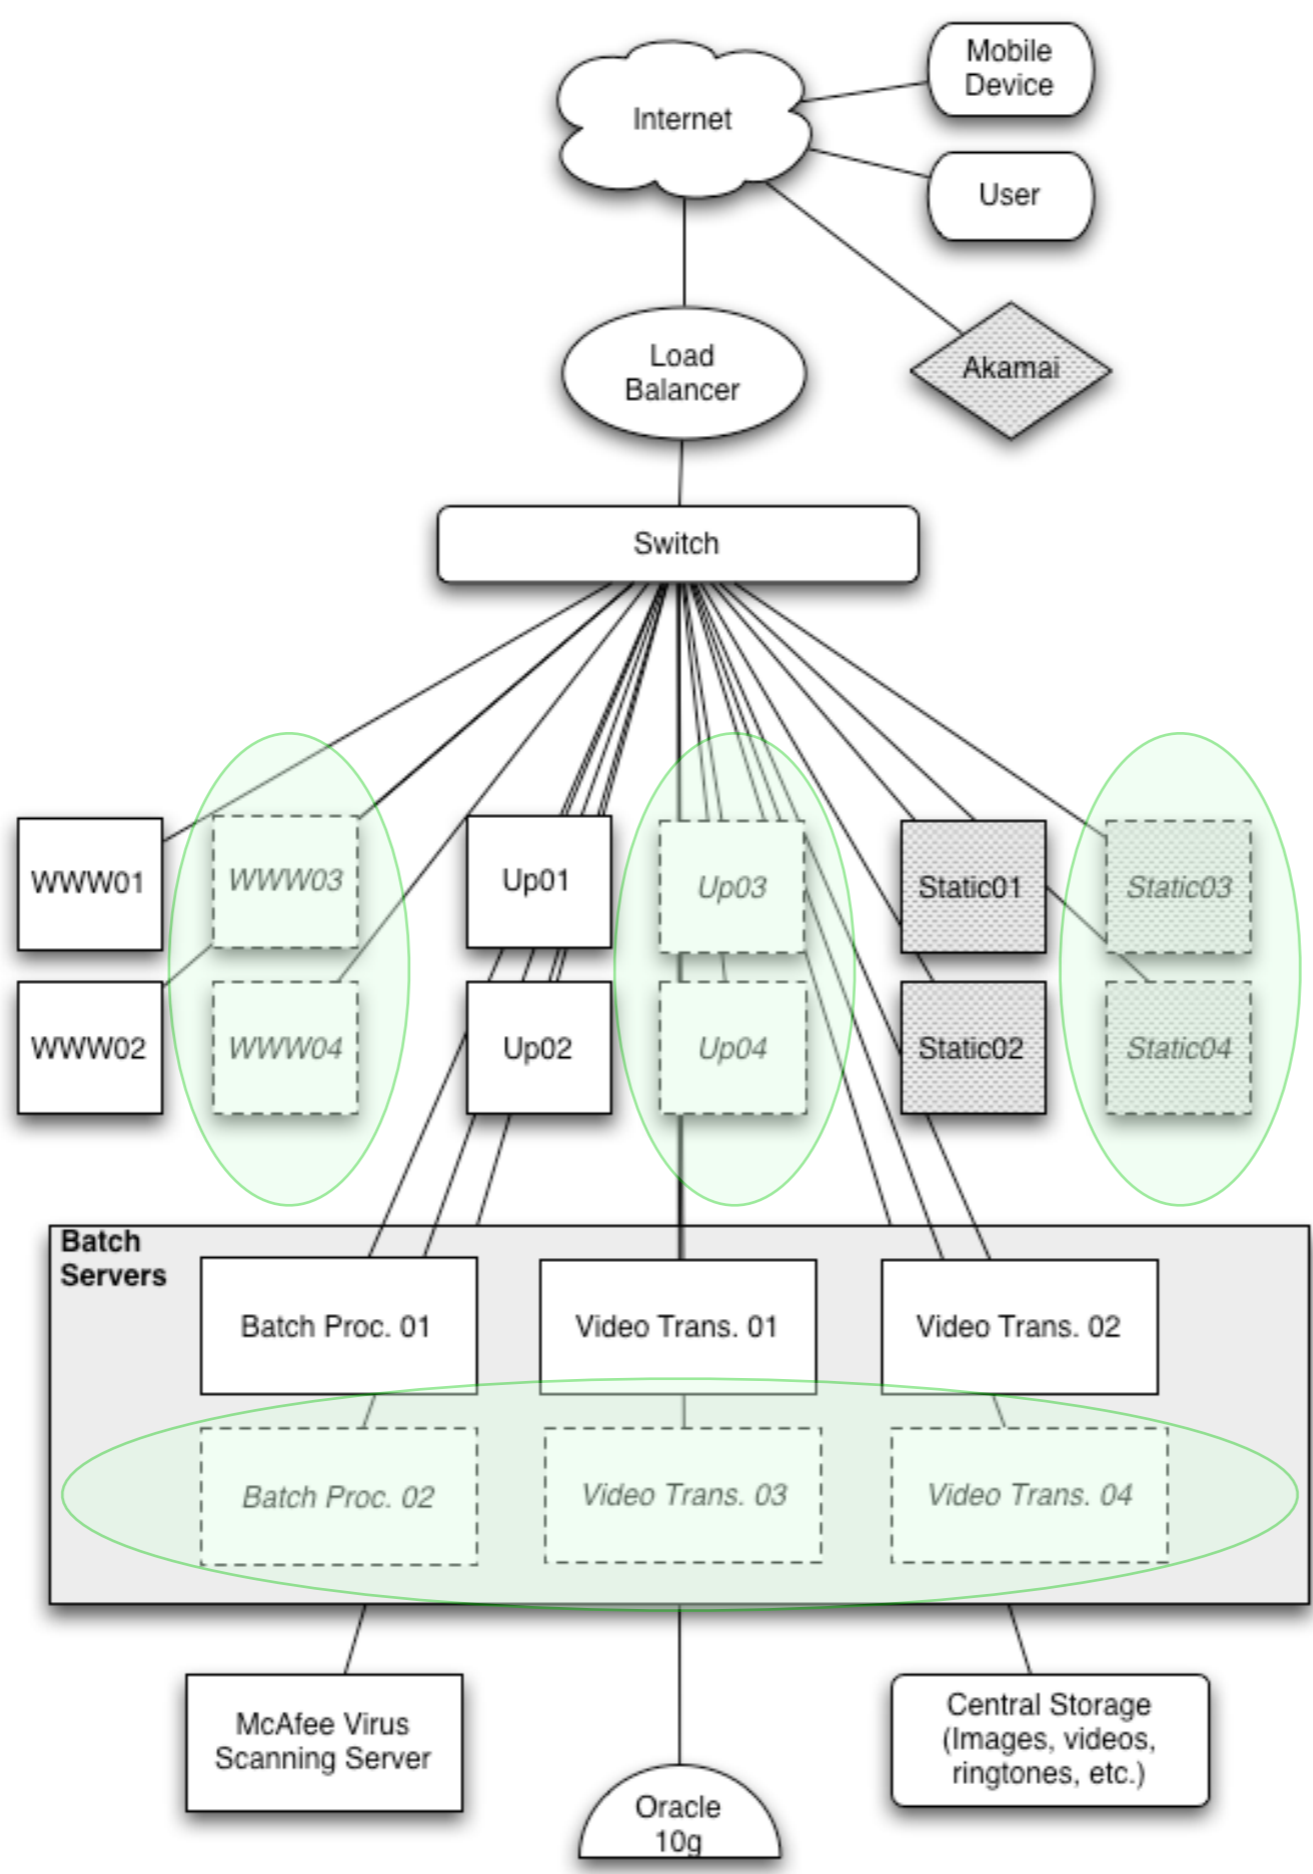 Mobile
Device
Internet
User
Load
Balancer
Akamai
Switch
WWW01
WWW03
Up01
Up03
Static01
Static03
WWW02
WWW04
Up02
Up04
Static02
Static04
Batch
Servers
Batch Proc. 01
Video Trans. 01
Video Trans. 02
Batch Proc. 02
Video Trans. 03
Video Trans. 04
McAfee Virus
Scanning Server
Central Storage
(Images, videos,
ringtones, etc.)
Oracle
10g